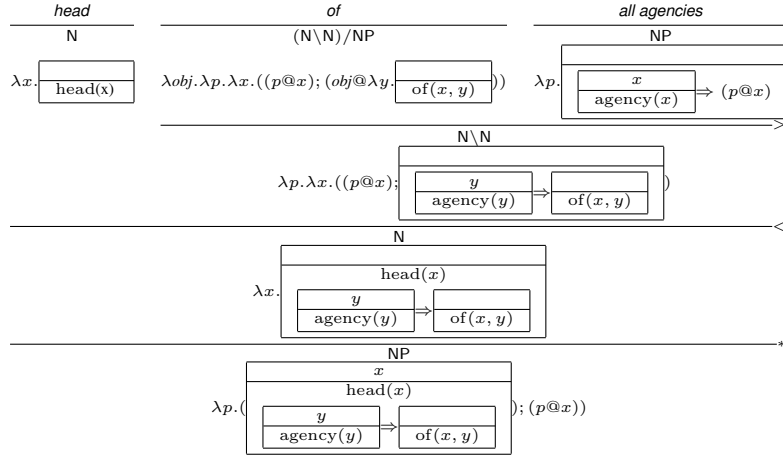 head of all agencies
N (N\N)/NP NP
λx. head(x) λobj.λp.λx.((p@x); (obj@λy. of(x, y) )) λp. x agency(x) ⇒ (p@x)
>
N\N
λp.λx.((p@x); y agency(y) ⇒ of(x, y) )
<
N
head(x)
λx. y agency(y) ⇒ of(x, y)
*
NP
x
head(x)
λp.( y agency(y) ⇒ of(x, y) ); (p@x))